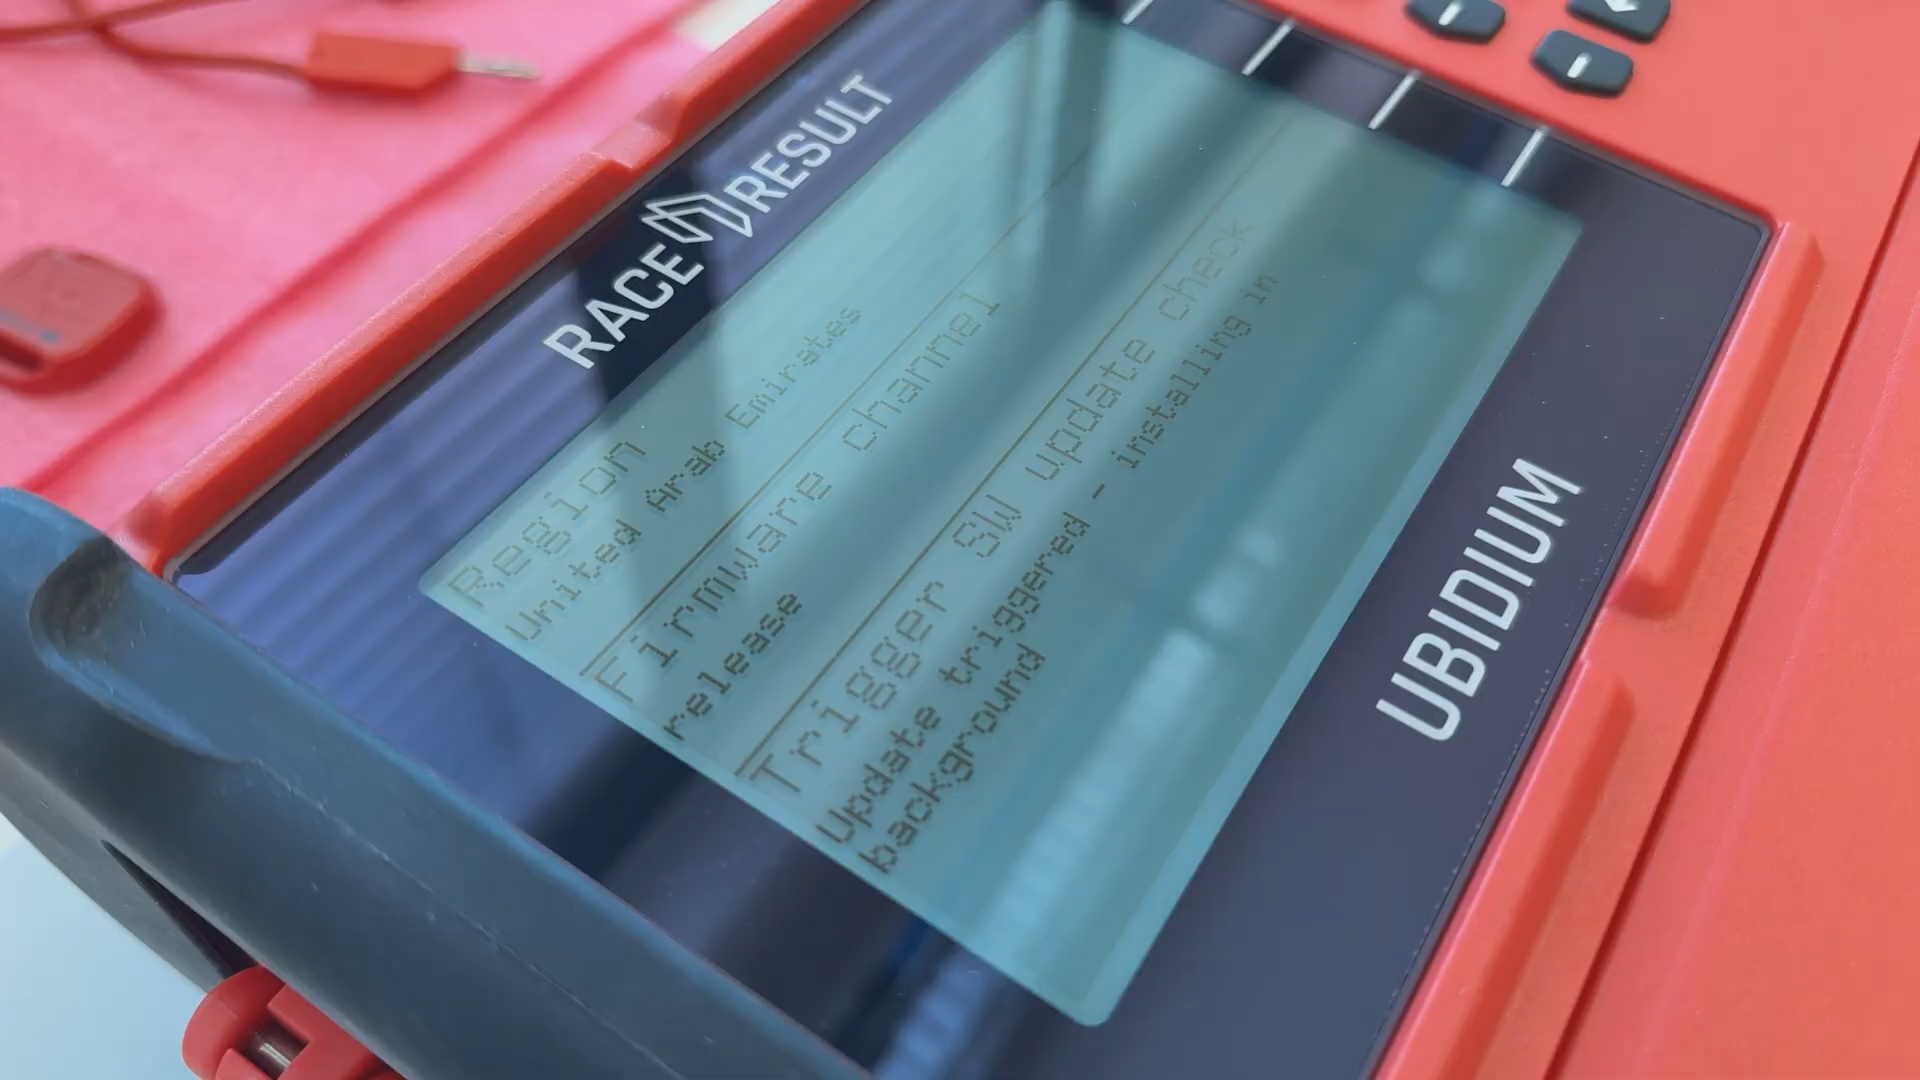 RACE RESULT
Region
United Arab Emirates
Firmware channel
release
Trigger SW update check
Update triggered - installing in
background
UBIDIUM